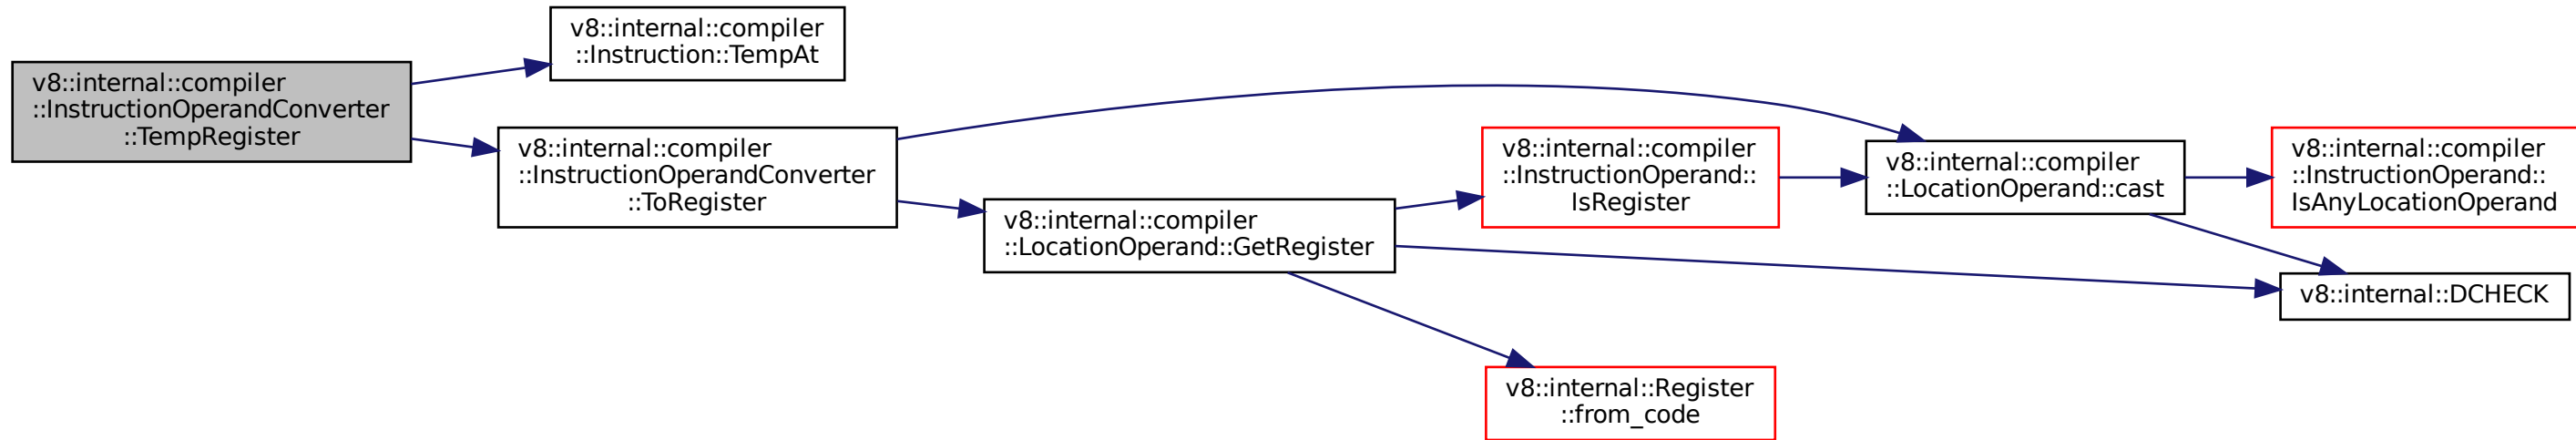 v8::internal::compiler
::InstructionOperandConverter
::TempRegister
v8::internal::compiler
::Instruction::TempAt
v8::internal::compiler
::InstructionOperandConverter
::ToRegister
v8::internal::compiler
::LocationOperand::GetRegister
v8::internal::compiler
::InstructionOperand::
IsRegister
v8::internal::Register
::from_code
v8::internal::compiler
::LocationOperand::cast
v8::internal::compiler
::InstructionOperand::
IsAnyLocationOperand
v8::internal::DCHECK